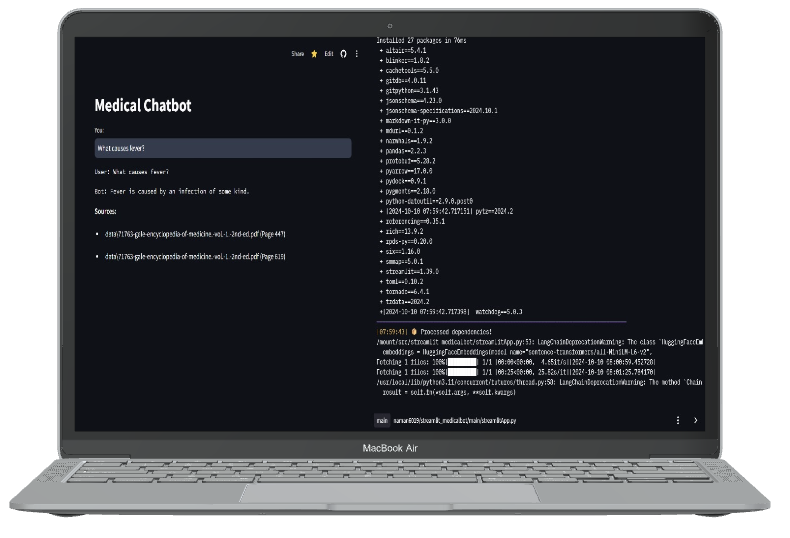 Share ⭐ Edit
Medical Chatbot
You:
What causes fever?
User: What causes fever?
Bot: Fever is caused by an infection of some kind.
Sources:
• data\71763-gale-encyclopedia-of-medicine.-vol.-1.-2nd-ed.pdf (Page 447)
• data\71763-gale-encyclopedia-of-medicine.-vol.-1.-2nd-ed.pdf (Page 619)
Installed 27 packages in 76ms
+ altair==5.4.1
+ blinker==1.8.2
+ cachetools==5.5.0
+ gitdb==4.0.11
+ gitpython==3.1.43
+ jsonschema==4.23.0
+ jsonschema-specifications==2024.10.1
+ markdown-it-py==3.0.0
+ mdurl==0.1.2
+ narwhals==1.9.2
+ pandas==2.2.3
+ protobuf==5.28.2
+ pyarrow==17.0.0
+ pydeck==0.9.1
+ pygments==2.18.0
+ python-dateutil==2.9.0.post0
+ [2024-10-10 07:59:42.717151] pytz==2024.2
+ referencing==0.35.1
+ rich==13.9.2
+ rpds-py==0.20.0
+ six==1.16.0
+ smmap==5.0.1
+ streamlit==1.39.0
+ toml==0.10.2
+ tornado==6.4.1
+ tzdata==2024.2
+[2024-10-10 07:59:42.717398] watchdog==5.0.3
[07:59:43] 📦 Processed dependencies!
/mount/src/streamlit_medicalbot/streamlitApp.py:53: LangChainDeprecationWarning: The class `HuggingFaceEm
embeddings = HuggingFaceEmbeddings(model_name="sentence-transformers/all-MiniLM-L6-v2",
Fetching 1 files: 100%|██████████| 1/1 [00:00<00:00, 4.65it/s][2024-10-10 08:00:59.452720]
Fetching 1 files: 100%|██████████| 1/1 [00:25<00:00, 25.82s/it][2024-10-10 08:01:25.784170]
/usr/local/lib/python3.11/concurrent/futures/thread.py:58: LangChainDeprecationWarning: The method `Chain
result = self.fn(*self.args, **self.kwargs)
main naman6019/streamlit_medicalbot/main/streamlitApp.py
MacBook Air